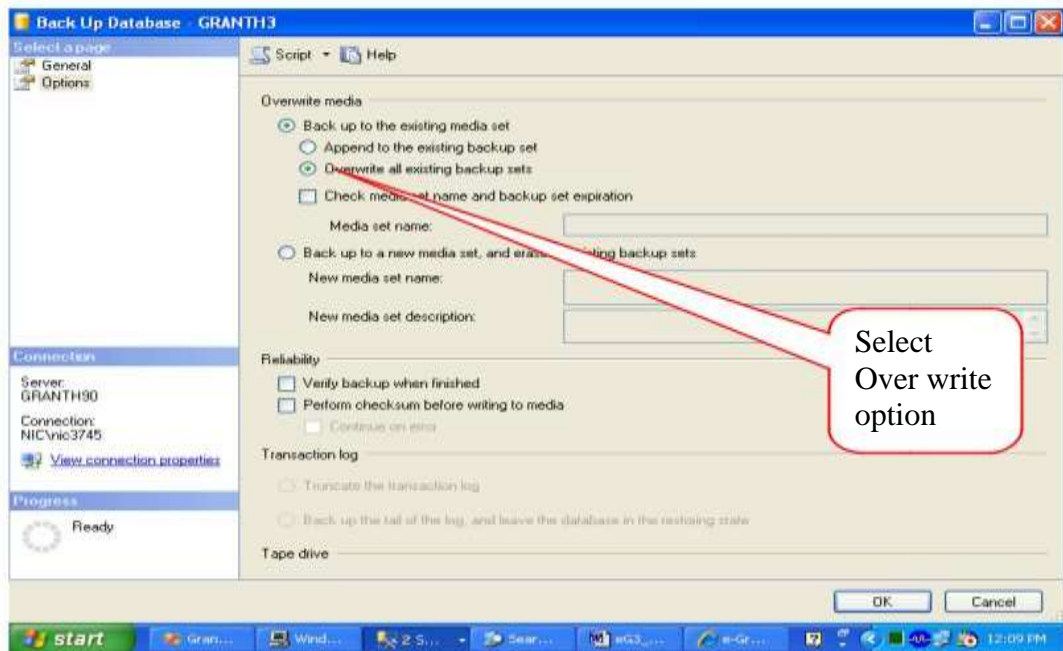 Back Up Database - GRANTH3
Select a page
General
Options
Script
Help
Overwrite media
Back up to the existing media set
Append to the existing backup set
Overwrite all existing backup sets
Check media set name and backup set expiration
Media set name:
Back up to a new media set, and erase existing backup sets
New media set name:
New media set description:
Select
Over write
option
Connection
Server:
GRANTH90
Connection:
NIC\nic3745
View connection properties
Reliability
Verify backup when finished
Perform checksum before writing to media
Continue on error
Transaction log
Truncate the transaction log
Back up the tail of the log, and leave the database in the restoring state
Progress
Ready
Tape drive
OK
Cancel
start
Gran...
Wind...
2 S...
Sear...
eG3_...
e-Gr...
12:09 PM